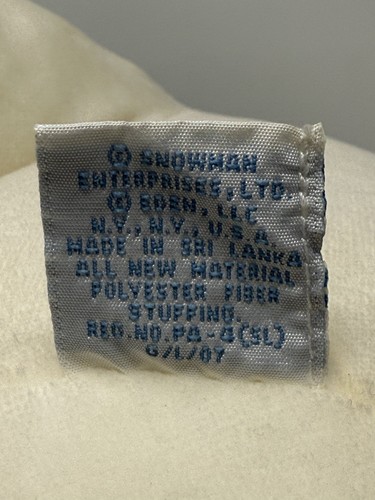 © SNOWMAN
ENTERPRISES, LTD.
© EDEN, LLC
N.Y., N.Y., U.S.A.
MADE IN SRI LANKA
ALL NEW MATERIAL
POLYESTER FIBER
STUFFING.
REG.NO.PA-4(SL)
G/L/07